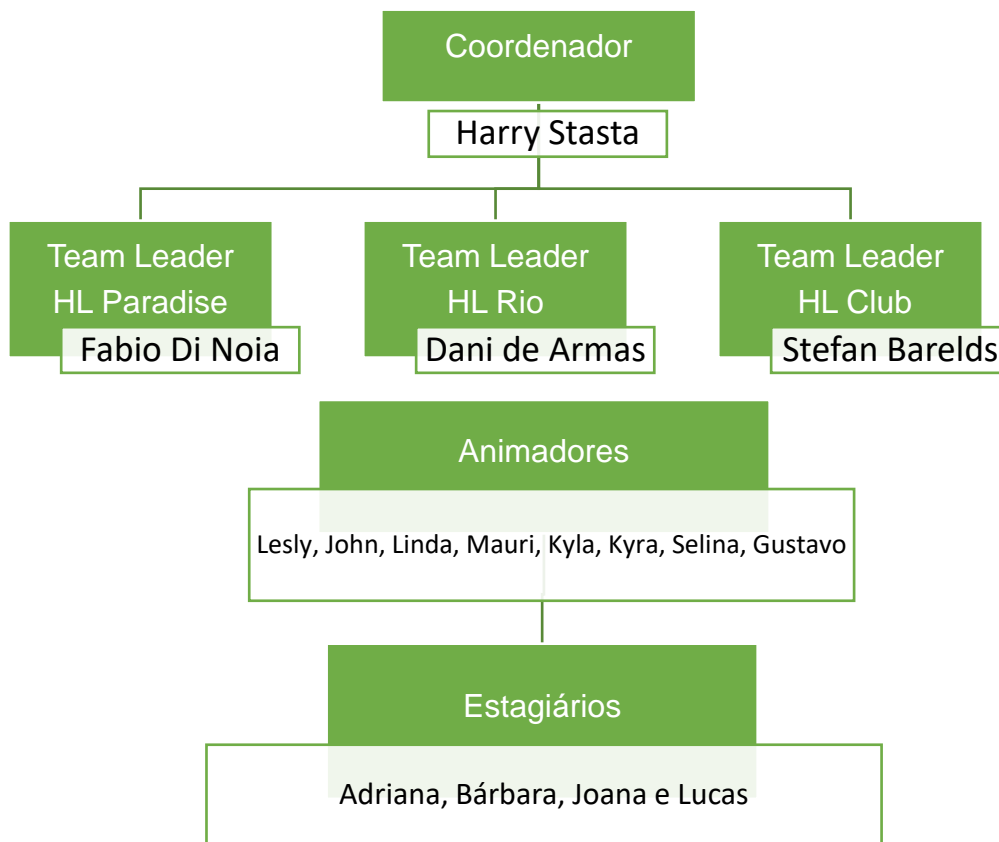 Coordenador
Harry Stasta
Team Leader
HL Paradise
Fabio Di Noia
Team Leader
HL Rio
Dani de Armas
Team Leader
HL Club
Stefan Barelds
Animadores
Lesly, John, Linda, Mauri, Kyla, Kyra, Selina, Gustavo
Estagiários
Adriana, Bárbara, Joana e Lucas